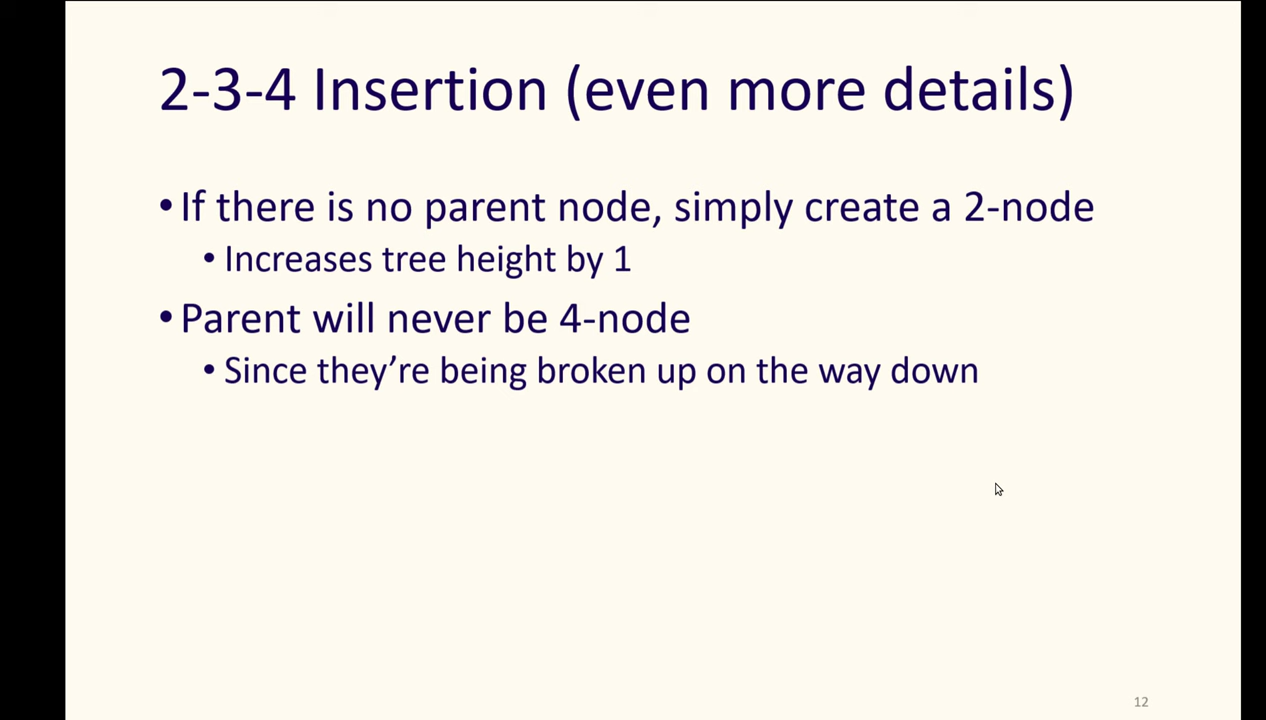 2-3-4 Insertion (even more details)
•If there is no parent node, simply create a 2-node
•Increases tree height by 1
•Parent will never be 4-node
•Since they’re being broken up on the way down
12